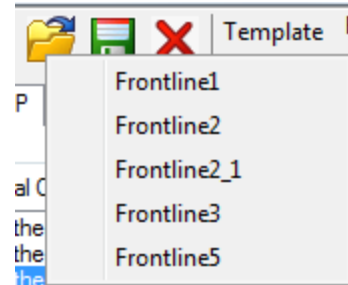 Template
Frontline1
P
Frontline2
Frontline2_1
al
Frontline3
the
the
Frontline5
the